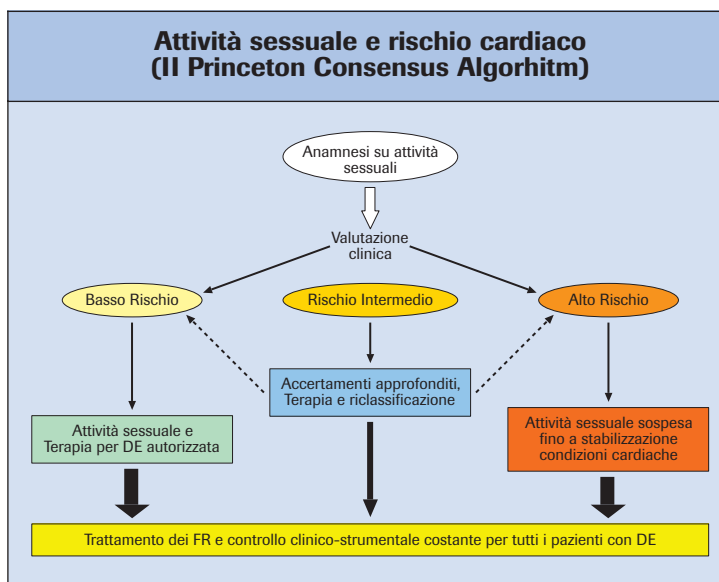 Attività sessuale e rischio cardiaco
(II Princeton Consensus Algorhitm)
Anamnesi su attività
sessuali
Valutazione
clinica
Basso Rischio
Rischio Intermedio
Alto Rischio
Accertamenti approfonditi,
Terapia e riclassificazione
Attività sessuale e
Terapia per DE autorizzata
Attività sessuale sospesa
fino a stabilizzazione
condizioni cardiache
Trattamento dei FR e controllo clinico-strumentale costante per tutti i pazienti con DE